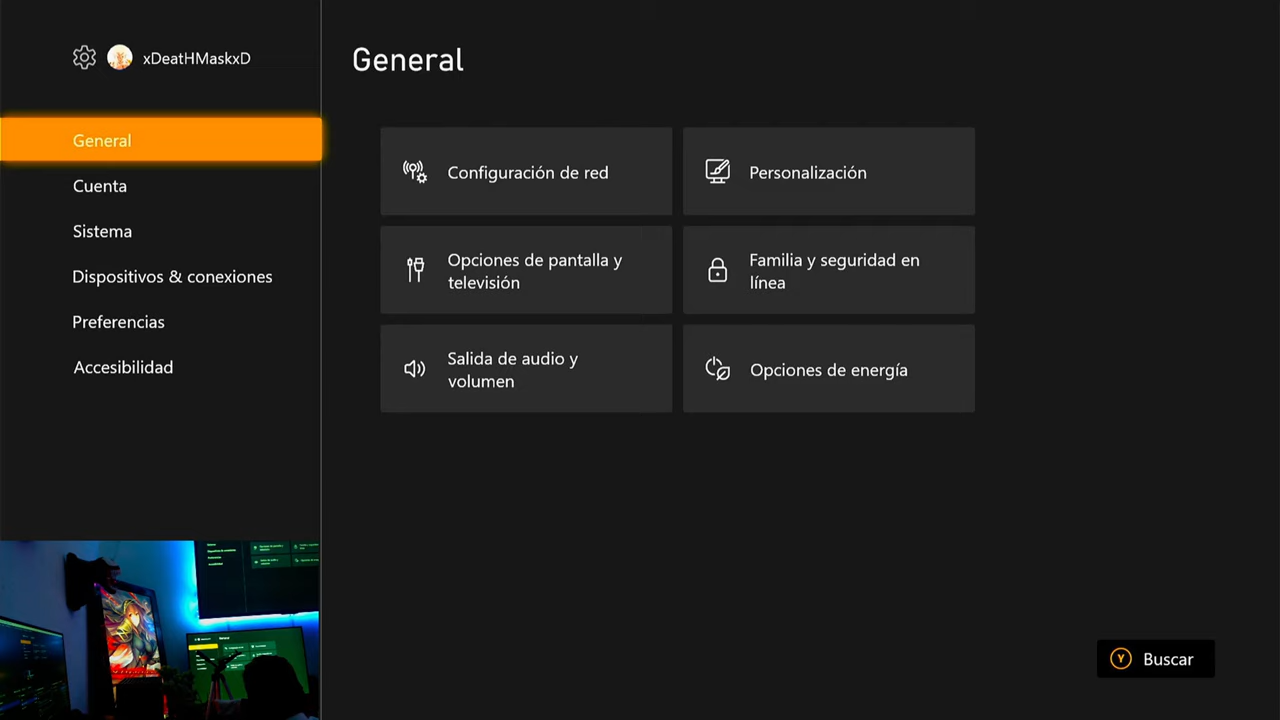 xDeatHMaskxD
General
Cuenta
Sistema
Dispositivos & conexiones
Preferencias
Accesibilidad
General
Configuración de red
Personalización
Opciones de pantalla y
televisión
Familia y seguridad en
línea
Salida de audio y
volumen
Opciones de energía
Y Buscar